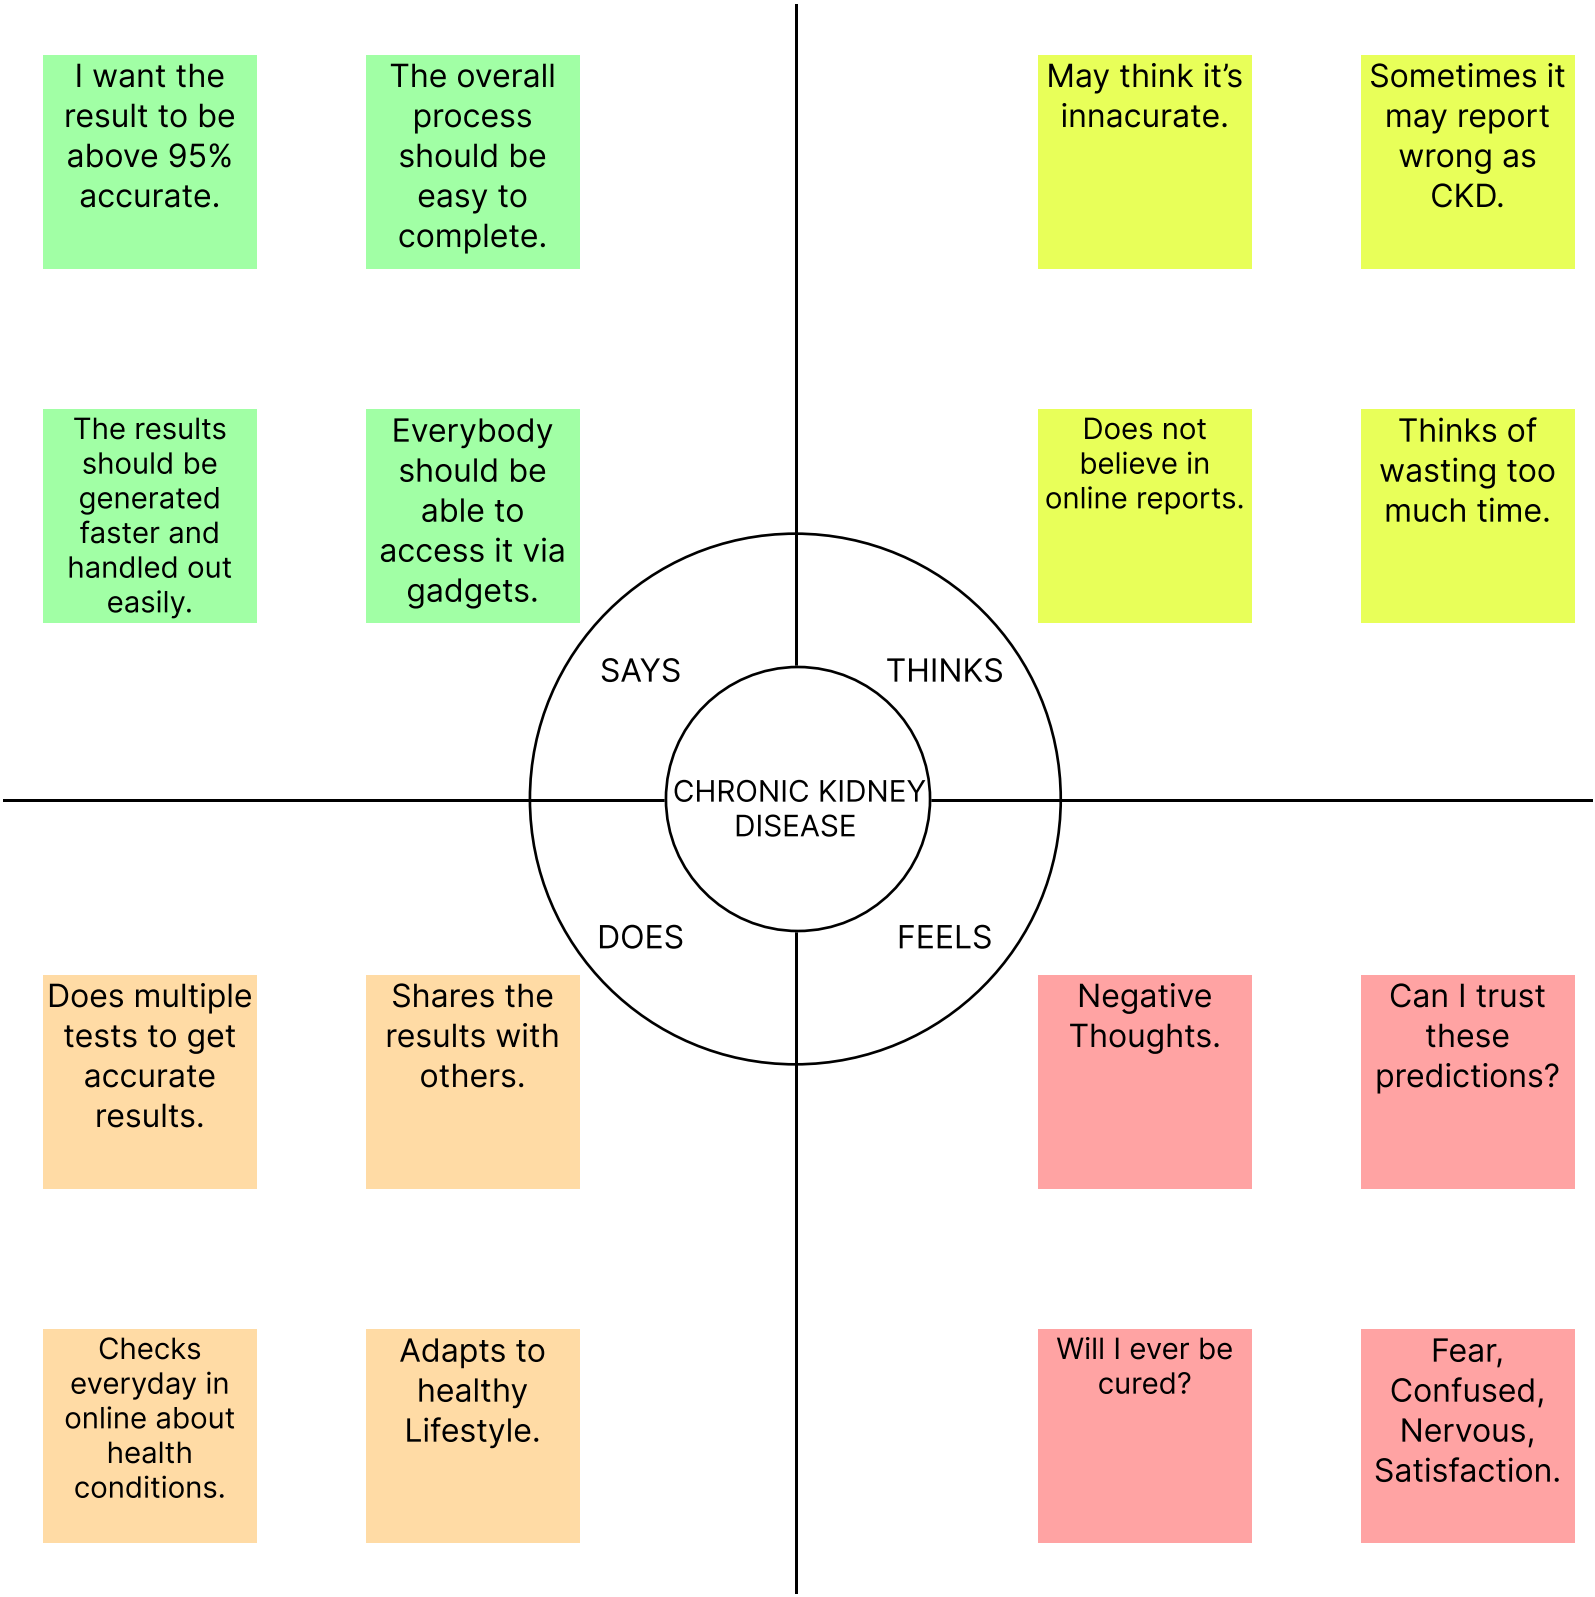 I want the
result to be
above 95%
accurate.
The overall
process
should be
easy to
complete.
The results
should be
generated
faster and
handled out
easily.
Everybody
should be
able to
access it via
gadgets.
May think it’s
innacurate.
Sometimes it
may report
wrong as
CKD.
Does not
believe in
online reports.
Thinks of
wasting too
much time.
SAYS
THINKS
CHRONIC KIDNEY
DISEASE
DOES
FEELS
Does multiple
tests to get
accurate
results.
Shares the
results with
others.
Checks
everyday in
online about
health
conditions.
Adapts to
healthy
Lifestyle.
Negative
Thoughts.
Can I trust
these
predictions?
Will I ever be
cured?
Fear,
Confused,
Nervous,
Satisfaction.